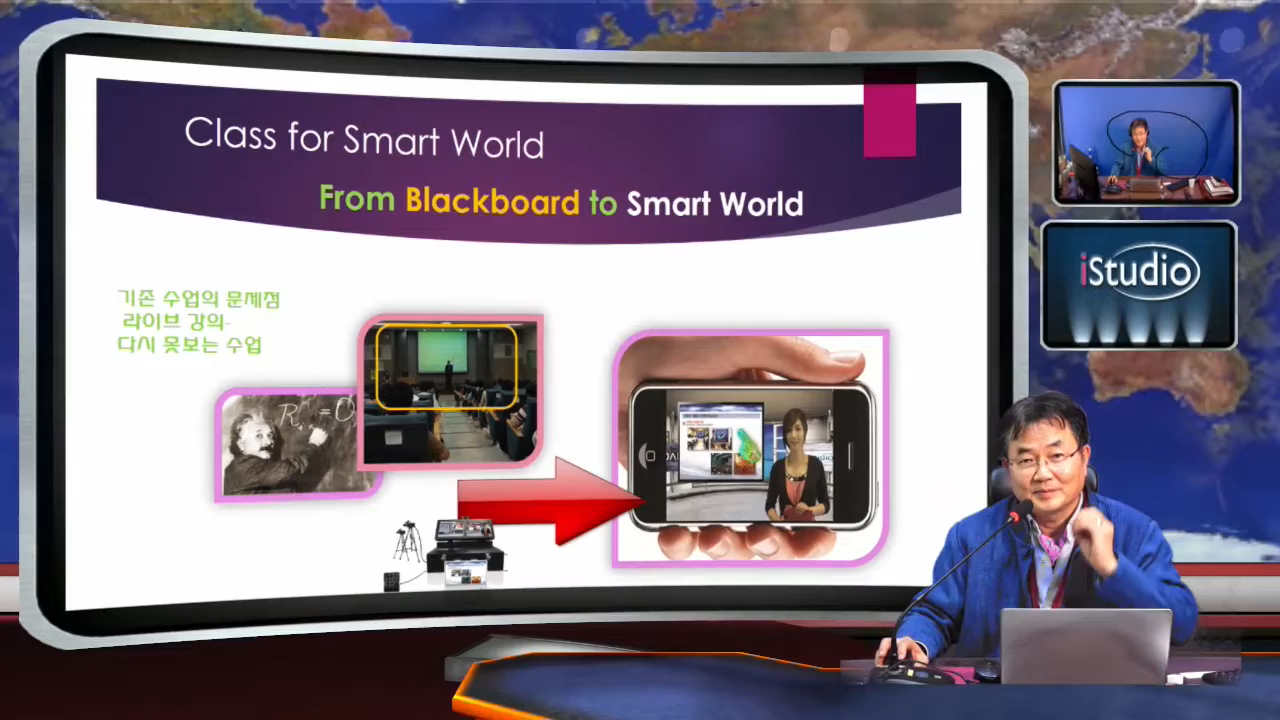 Class for Smart World
From Blackboard to Smart World
기존 수업의 문제점
라이브 강의-
다시 못보는 수업
iStudio